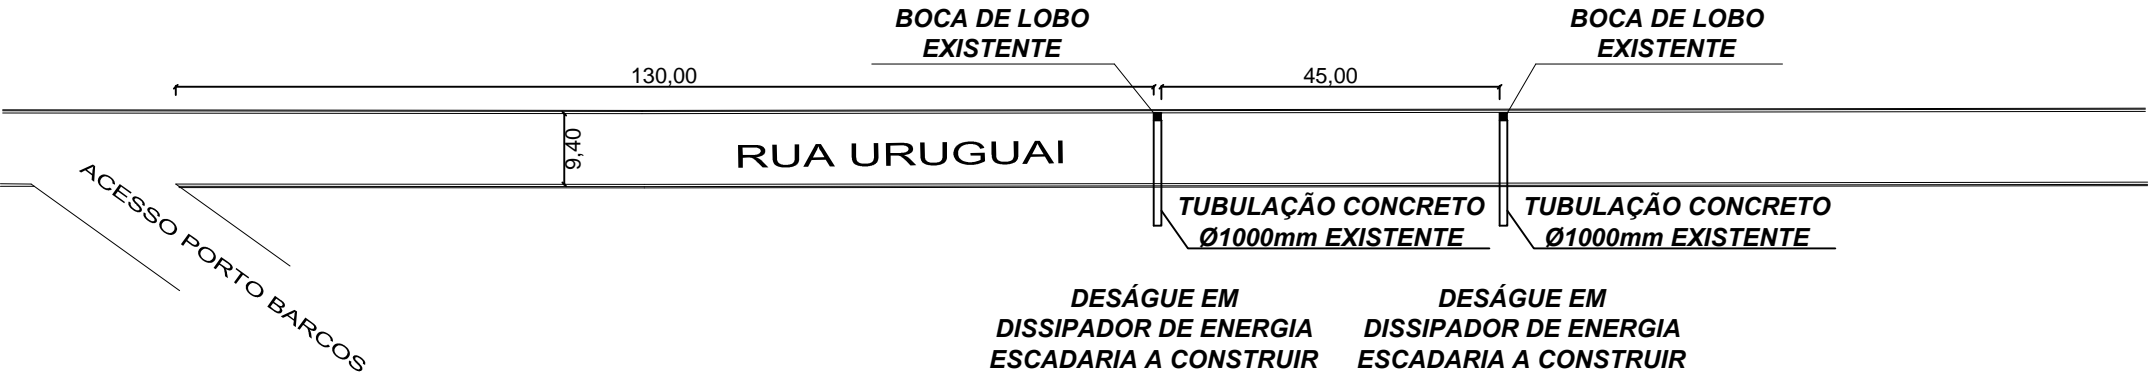 BOCA DE LOBO
EXISTENTE
BOCA DE LOBO
EXISTENTE
130,00
45,00
9,40
RUA URUGUAI
ACESSO PORTO BARCOS
TUBULAÇÃO CONCRETO
Ø1000mm EXISTENTE
TUBULAÇÃO CONCRETO
Ø1000mm EXISTENTE
DESÁGUE EM
DISSIPADOR DE ENERGIA
ESCADARIA A CONSTRUIR
DESÁGUE EM
DISSIPADOR DE ENERGIA
ESCADARIA A CONSTRUIR